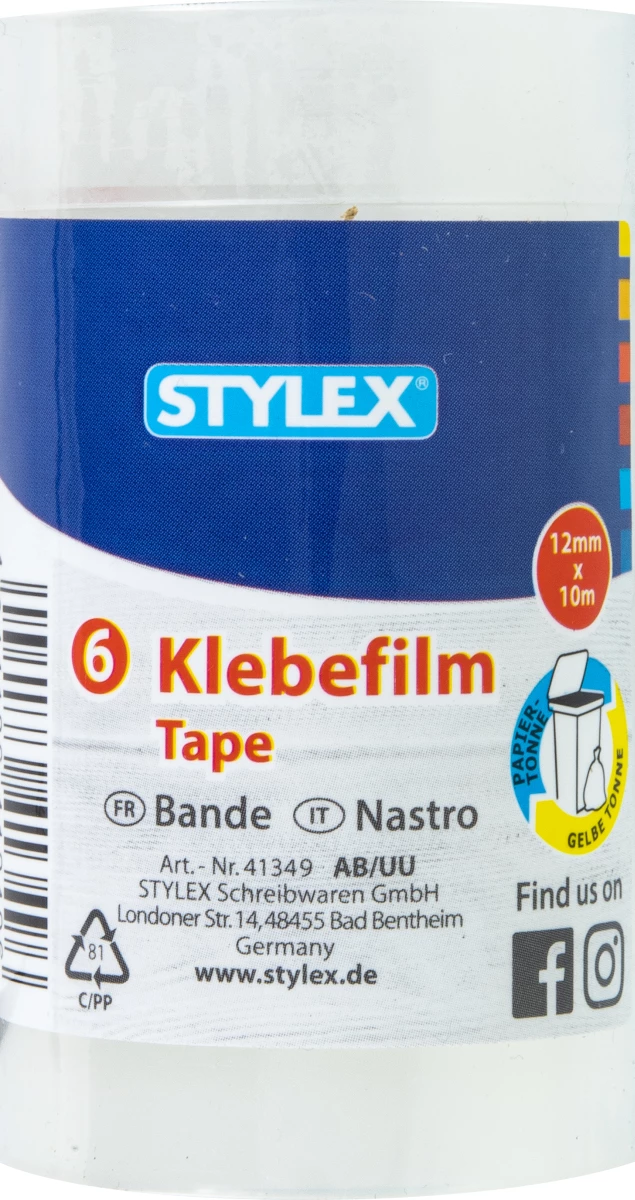 STYLEX®
12mm
x
10m
6 Klebefilm
Tape
PAPIER-
TONNE
GELBE TONNE
FR Bande IT Nastro
Art.- Nr. 41349 AB/UU
STYLEX Schreibwaren GmbH
Londoner Str. 14, 48455 Bad Bentheim
Germany
www.stylex.de
81
C/PP
Find us on